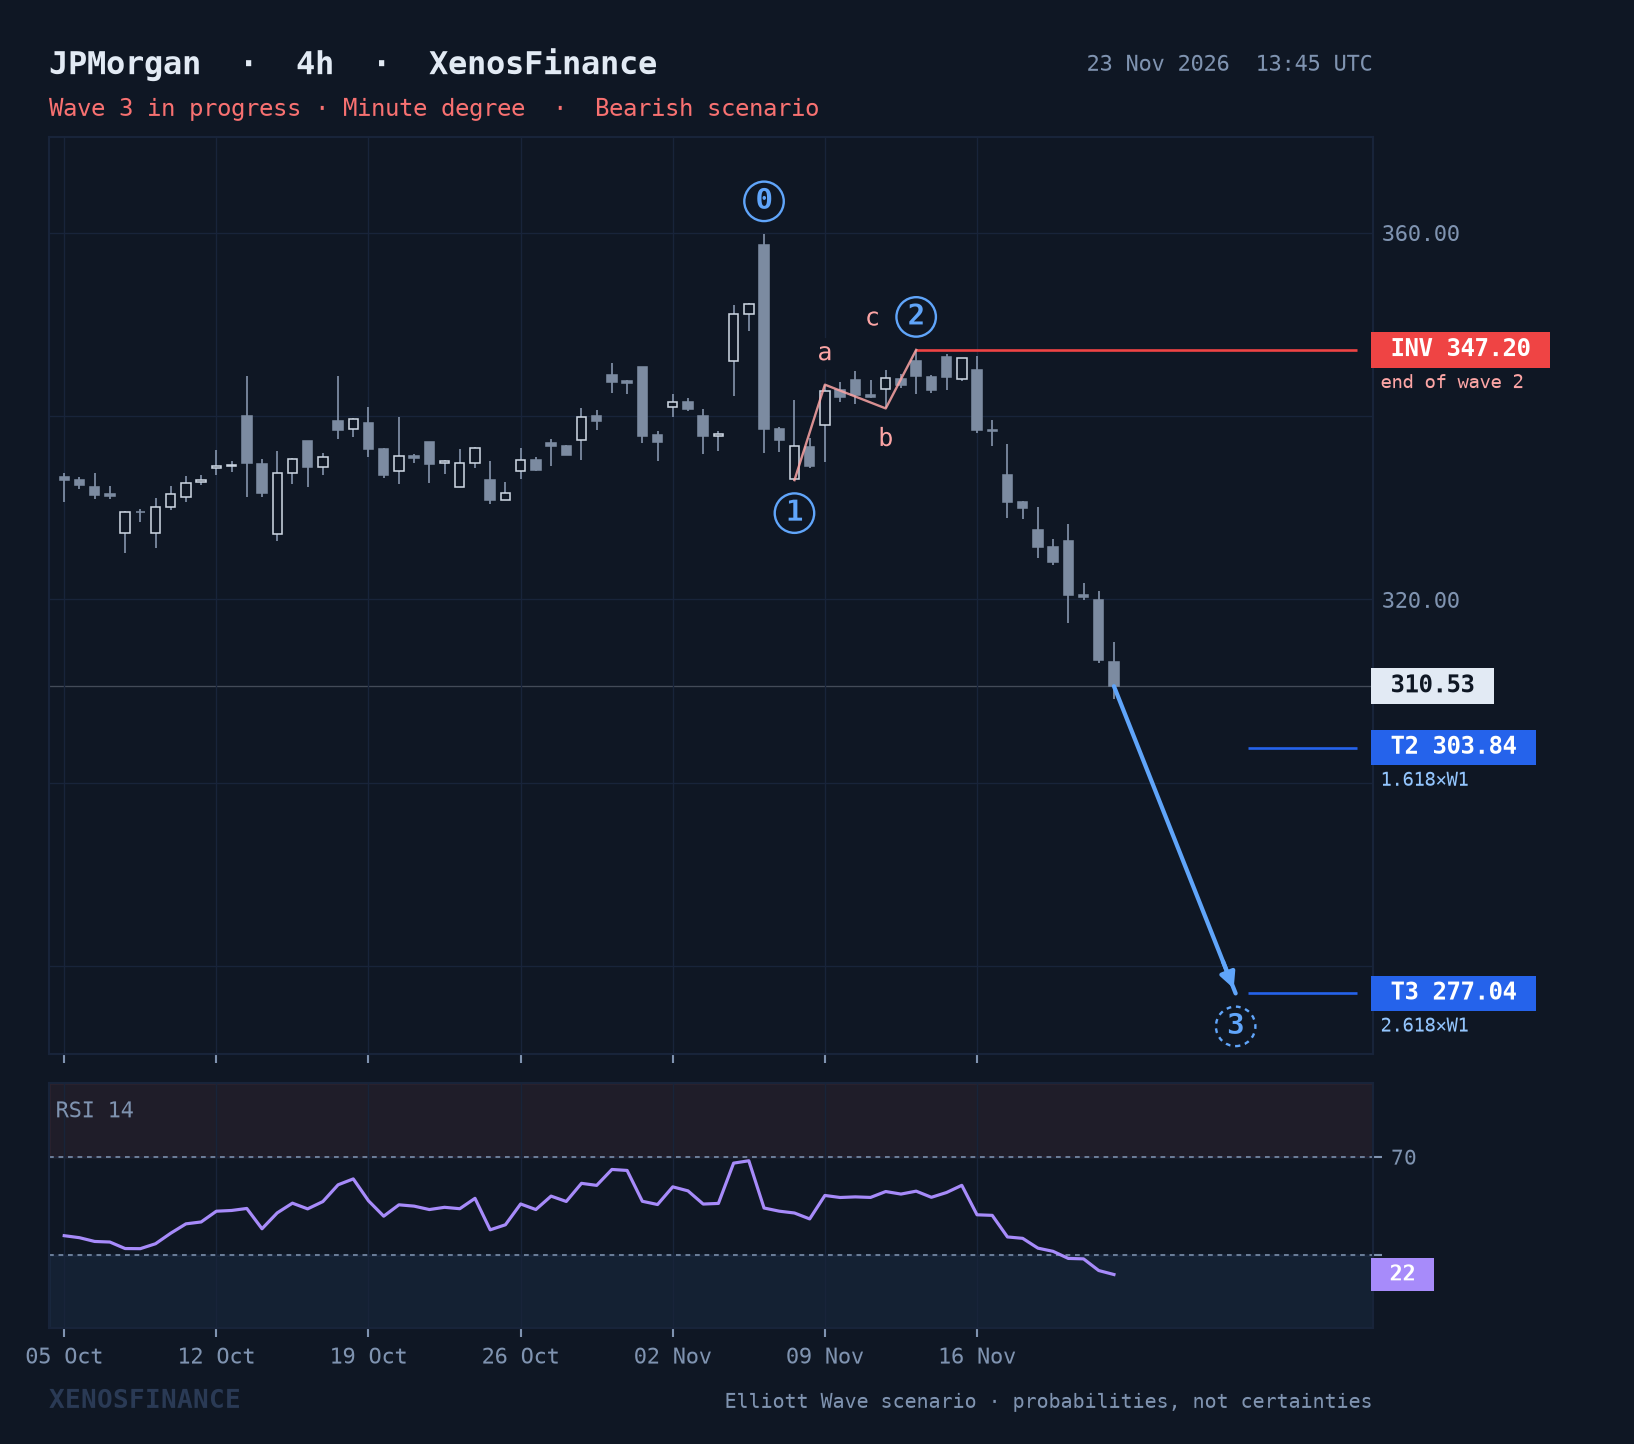 JPMorgan · 4h · XenosFinance
23 Nov 2026 13:45 UTC
Wave 3 in progress · Minute degree · Bearish scenario
0
360.00
c
2
a
INV 347.20
end of wave 2
b
1
320.00
310.53
T2 303.84
1.618×W1
T3 277.04
3
2.618×W1
RSI 14
70
22
05 Oct
12 Oct
19 Oct
26 Oct
02 Nov
09 Nov
16 Nov
XENOSFINANCE
Elliott Wave scenario · probabilities, not certainties